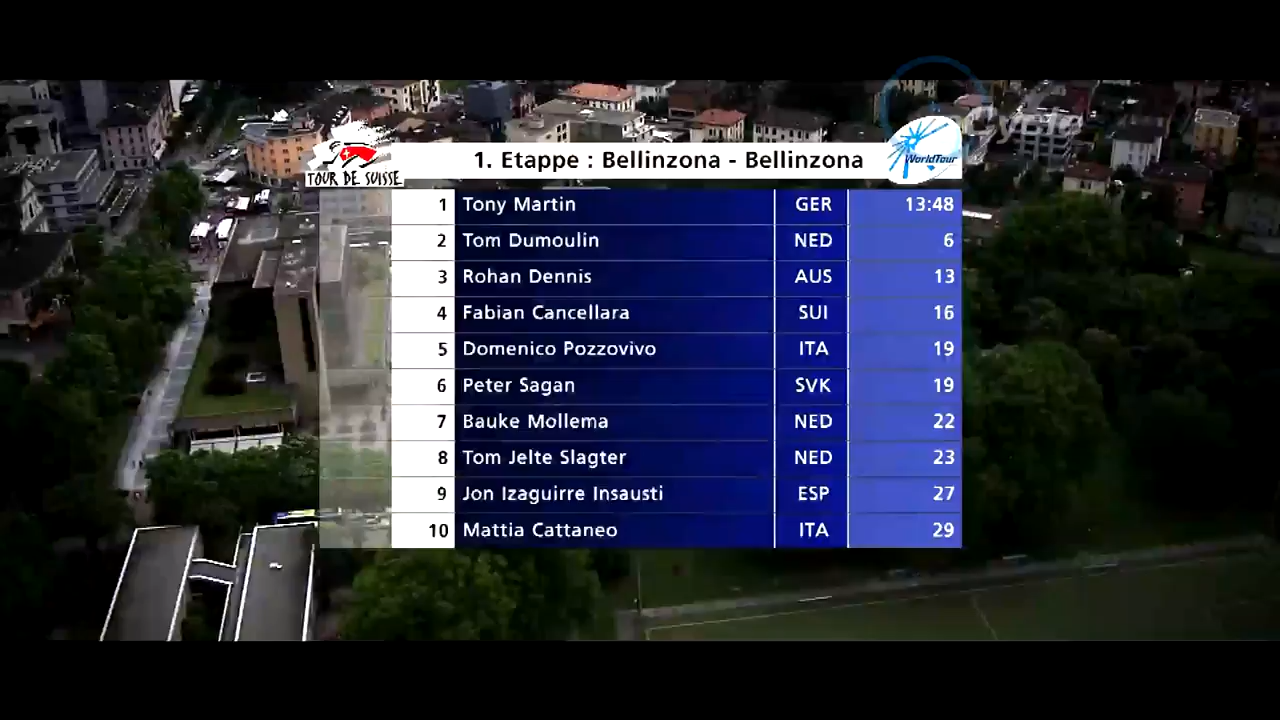 1. Etappe : Bellinzona - Bellinzona
WorldTour
TOUR DE SUISSE
1 Tony Martin GER 13:48
2 Tom Dumoulin NED 6
3 Rohan Dennis AUS 13
4 Fabian Cancellara SUI 16
5 Domenico Pozzovivo ITA 19
6 Peter Sagan SVK 19
7 Bauke Mollema NED 22
8 Tom Jelte Slagter NED 23
9 Jon Izaguirre Insausti ESP 27
10 Mattia Cattaneo ITA 29